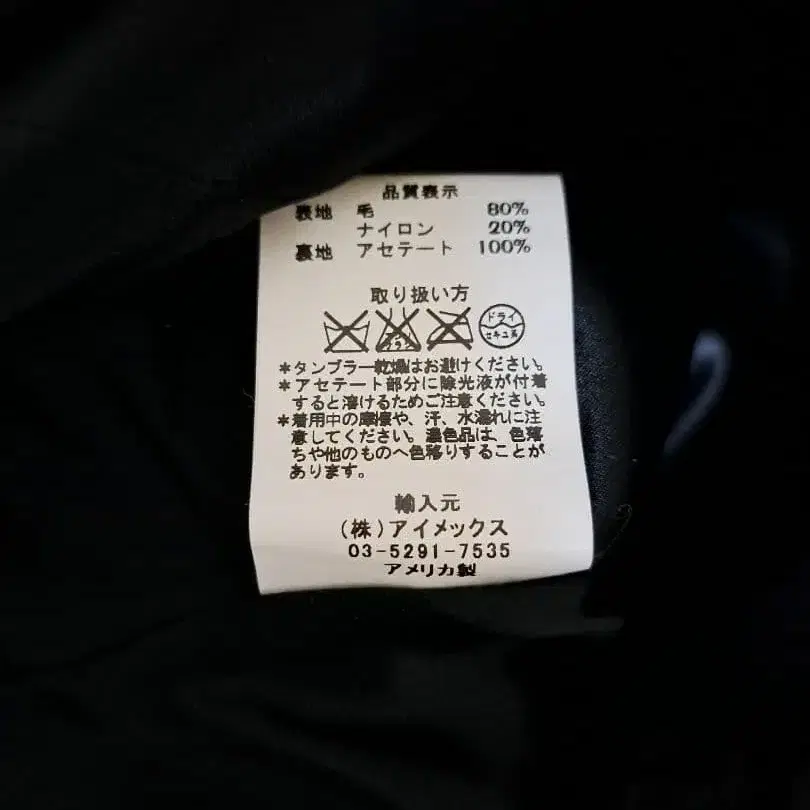 品質表示
表地 毛 80%
ナイロン 20%
裏地 アセテート 100%
取り扱い方
ドライ
セキユ系
*タンブラー乾燥はお避けください。
*アセテート部分に除光液が付着
すると溶けるためご注意ください。
*着用中の摩擦や、汗、水濡れに注
意してください。濃色品は、色落
ちや他のものへ色移りすることが
あります。
輸入元
(株)アイメックス
03-5291-7535
アメリカ製